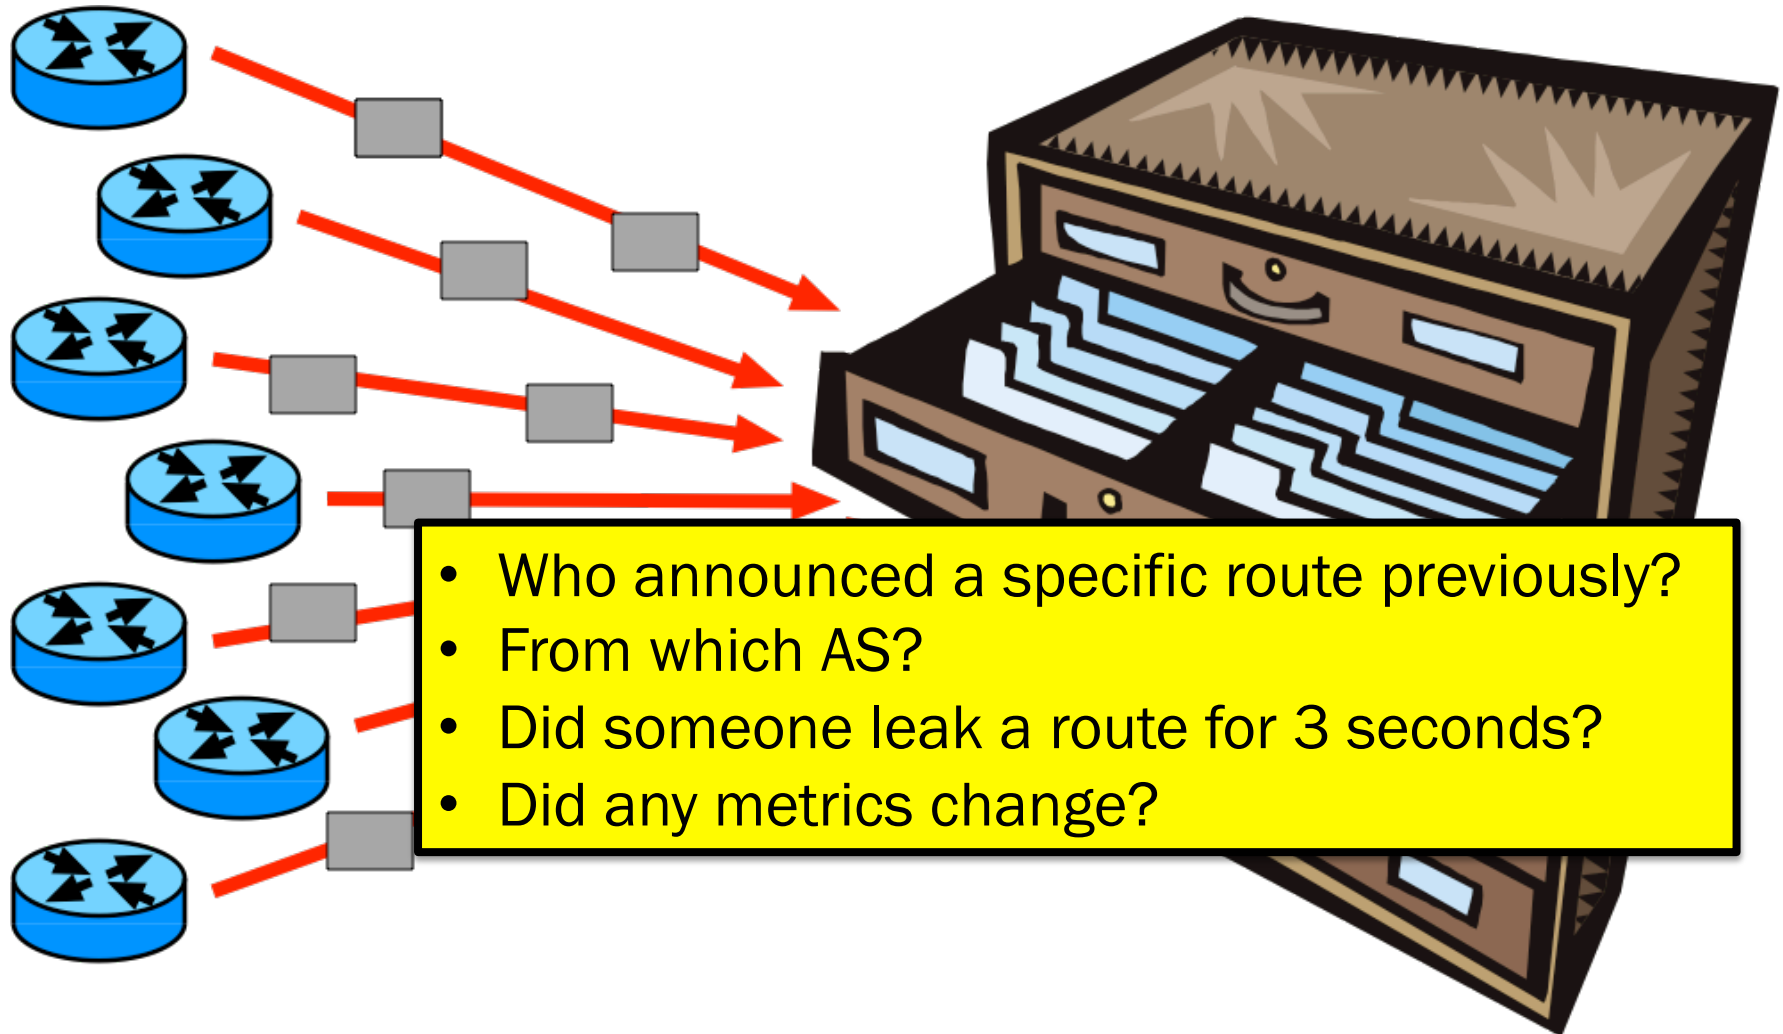 • Who announced a specific route previously?
• From which AS?
• Did someone leak a route for 3 seconds?
• Did any metrics change?